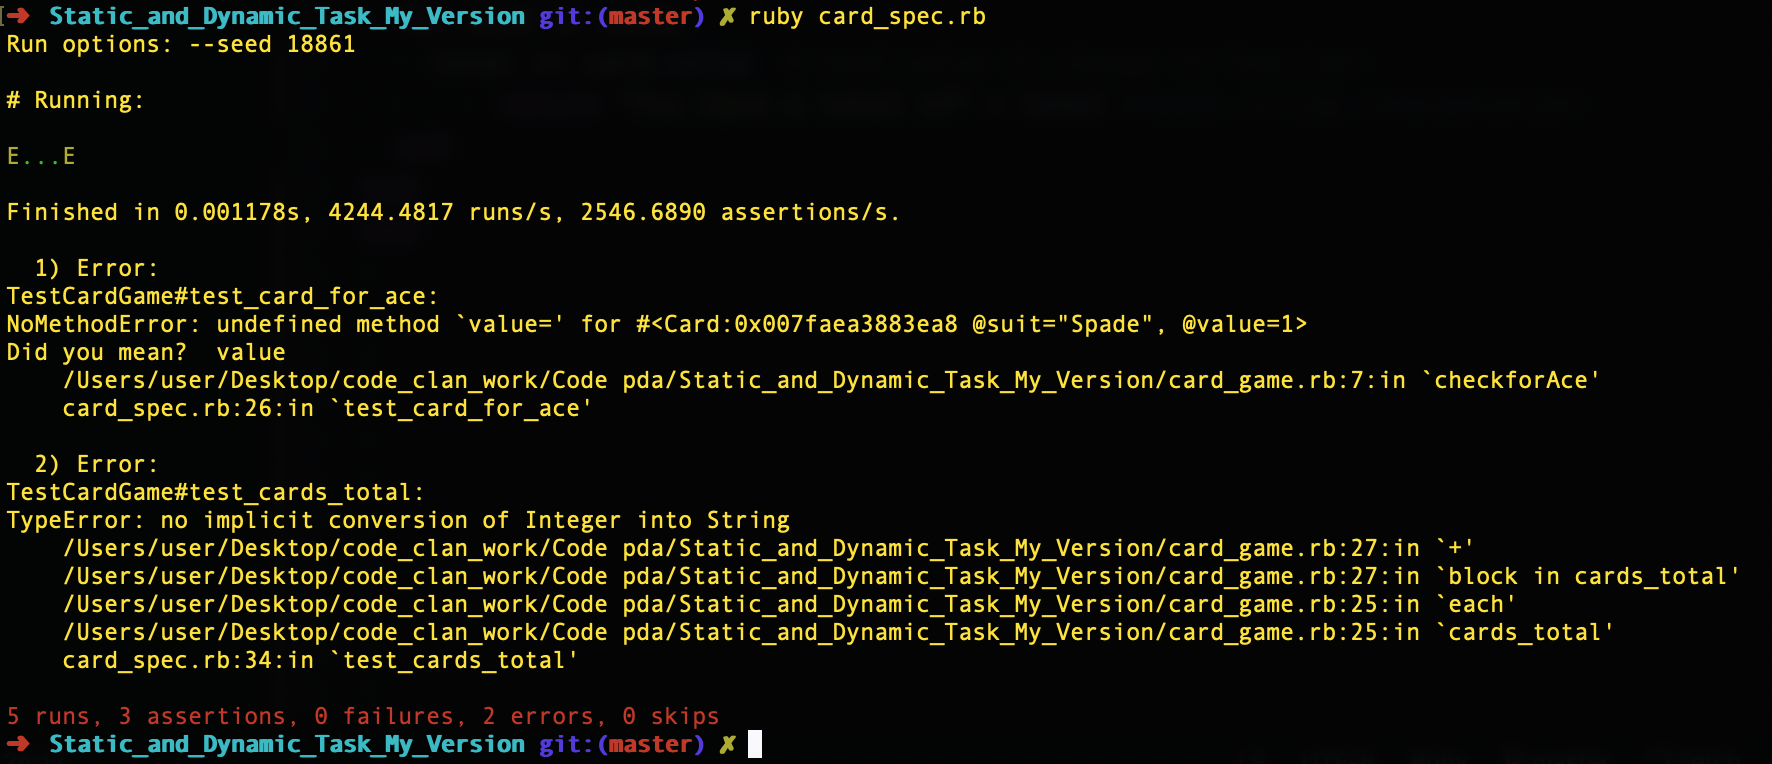 ➜ Static_and_Dynamic_Task_My_Version git:(master) ✗ ruby card_spec.rb
Run options: --seed 18861
# Running:
E...E
Finished in 0.001178s, 4244.4817 runs/s, 2546.6890 assertions/s.
1) Error:
TestCardGame#test_card_for_ace:
NoMethodError: undefined method `value=' for #<Card:0x007faea3883ea8 @suit="Spade", @value=1>
Did you mean?  value
/Users/user/Desktop/code_clan_work/Code pda/Static_and_Dynamic_Task_My_Version/card_game.rb:7:in `checkforAce'
card_spec.rb:26:in `test_card_for_ace'
2) Error:
TestCardGame#test_cards_total:
TypeError: no implicit conversion of Integer into String
/Users/user/Desktop/code_clan_work/Code pda/Static_and_Dynamic_Task_My_Version/card_game.rb:27:in `+'
/Users/user/Desktop/code_clan_work/Code pda/Static_and_Dynamic_Task_My_Version/card_game.rb:27:in `block in cards_total'
/Users/user/Desktop/code_clan_work/Code pda/Static_and_Dynamic_Task_My_Version/card_game.rb:25:in `each'
/Users/user/Desktop/code_clan_work/Code pda/Static_and_Dynamic_Task_My_Version/card_game.rb:25:in `cards_total'
card_spec.rb:34:in `test_cards_total'
5 runs, 3 assertions, 0 failures, 2 errors, 0 skips
➜ Static_and_Dynamic_Task_My_Version git:(master) ✗